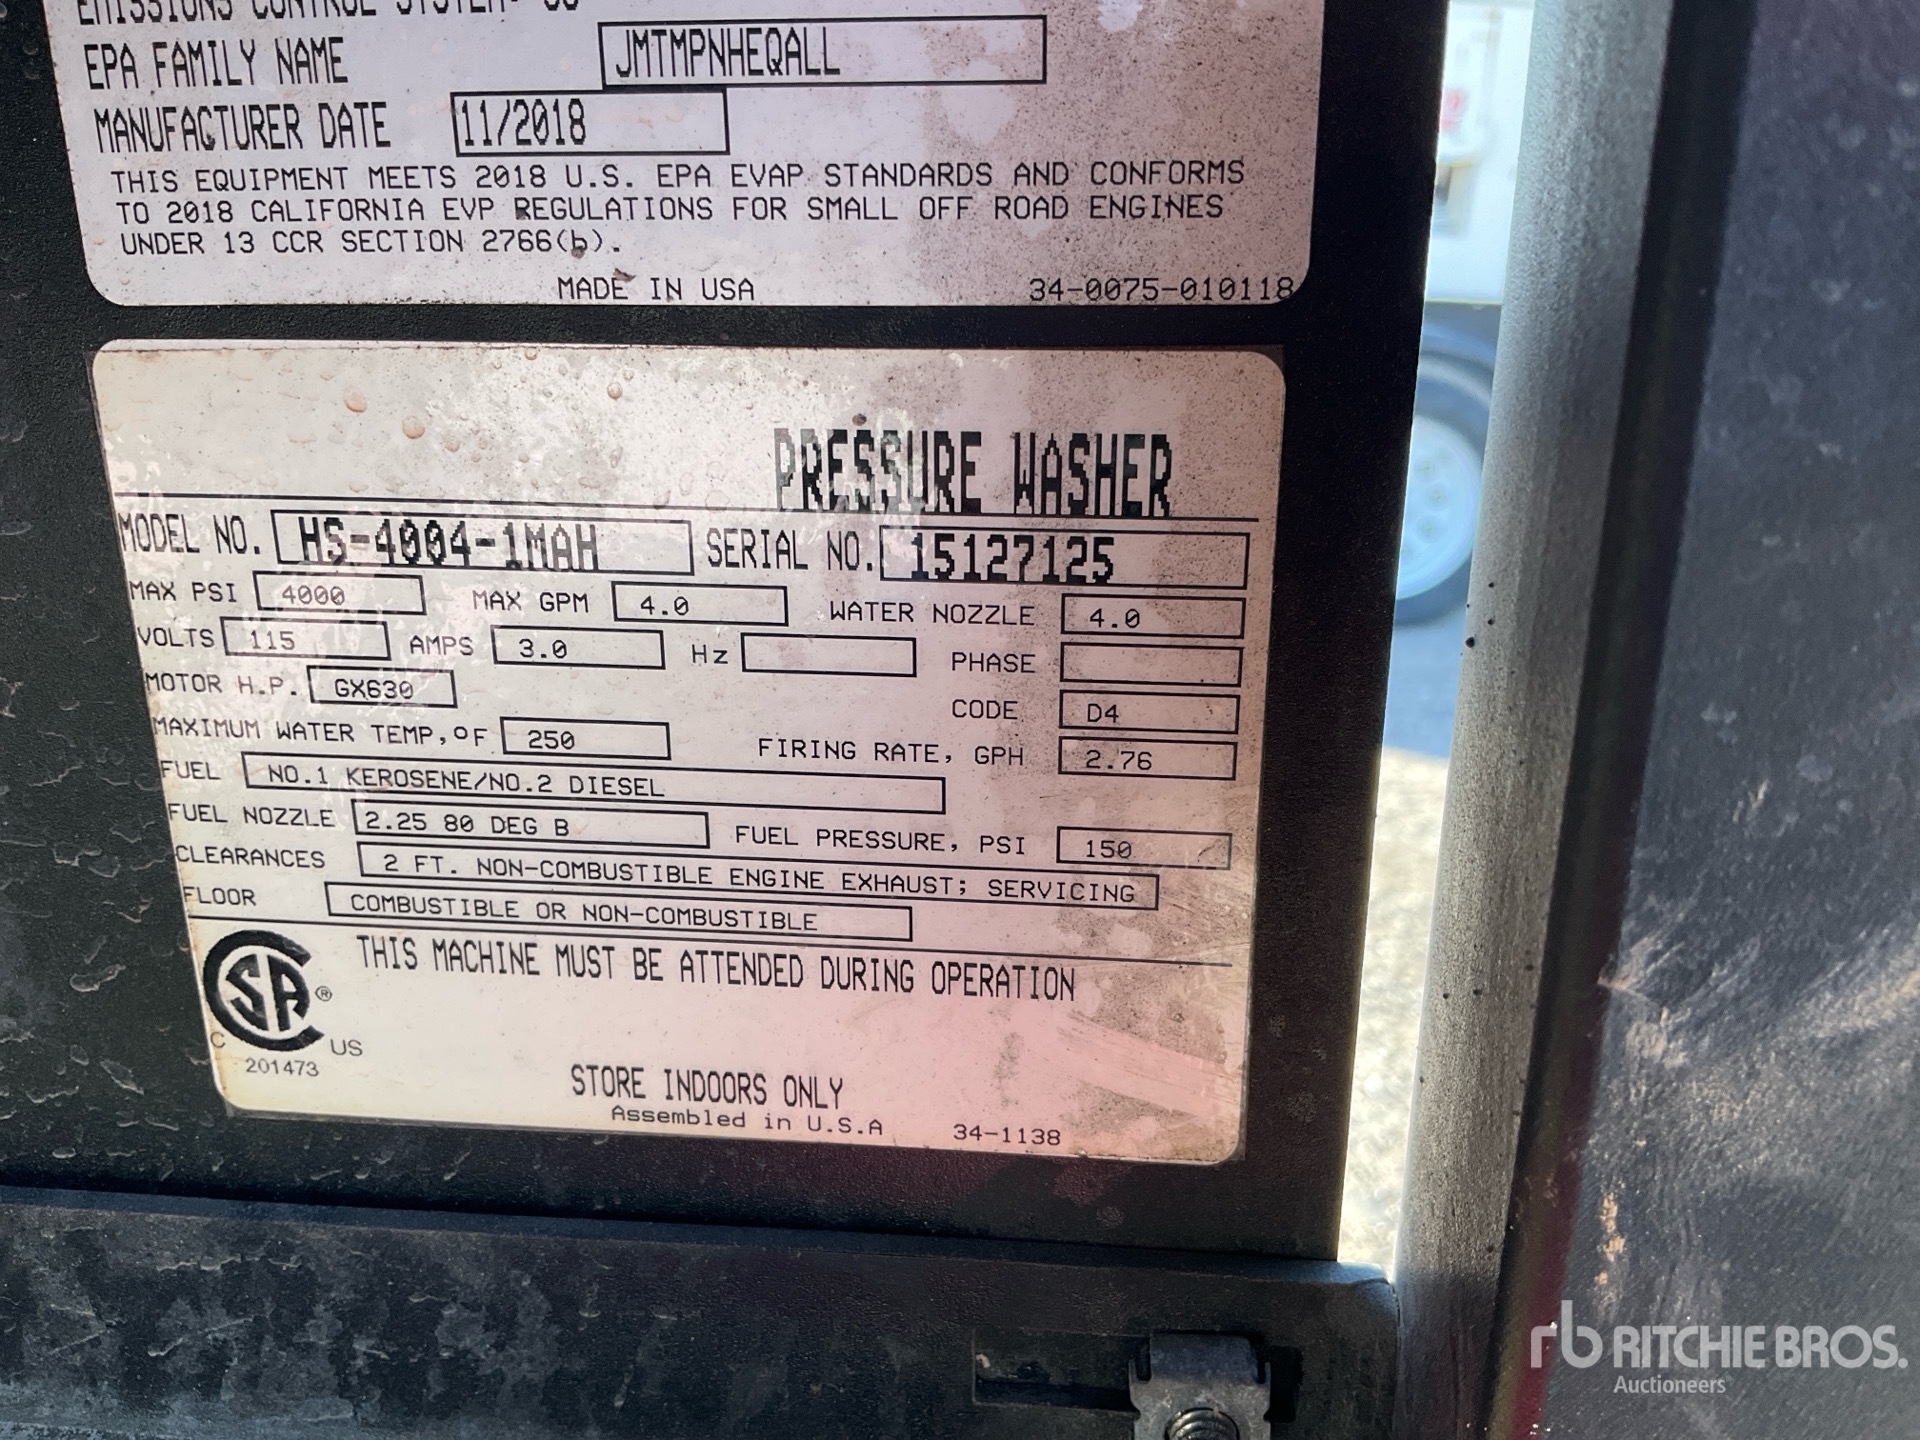 EMISSIONS CONTROL SYSTEM:
EPA FAMILY NAME JMTMPNHEQALL
MANUFACTURER DATE 11/2018
THIS EQUIPMENT MEETS 2018 U.S. EPA EVAP STANDARDS AND CONFORMS
TO 2018 CALIFORNIA EVP REGULATIONS FOR SMALL OFF ROAD ENGINES
UNDER 13 CCR SECTION 2766(b).
MADE IN USA 34-0075-010118
PRESSURE WASHER
MODEL NO. HS-4004-1MAH SERIAL NO. 15127125
MAX PSI 4000 MAX GPM 4.0 WATER NOZZLE 4.0
VOLTS 115 AMPS 3.0 Hz PHASE
MOTOR H.P. GX630 CODE D4
MAXIMUM WATER TEMP,°F 250 FIRING RATE, GPH 2.76
FUEL NO.1 KEROSENE/NO.2 DIESEL
FUEL NOZZLE 2.25 80 DEG B FUEL PRESSURE, PSI 150
CLEARANCES 2 FT. NON-COMBUSTIBLE ENGINE EXHAUST; SERVICING
FLOOR COMBUSTIBLE OR NON-COMBUSTIBLE
THIS MACHINE MUST BE ATTENDED DURING OPERATION
CSA®
C US
201473
STORE INDOORS ONLY
Assembled in U.S.A 34-1138
rb RITCHIE BROS.
Auctioneers